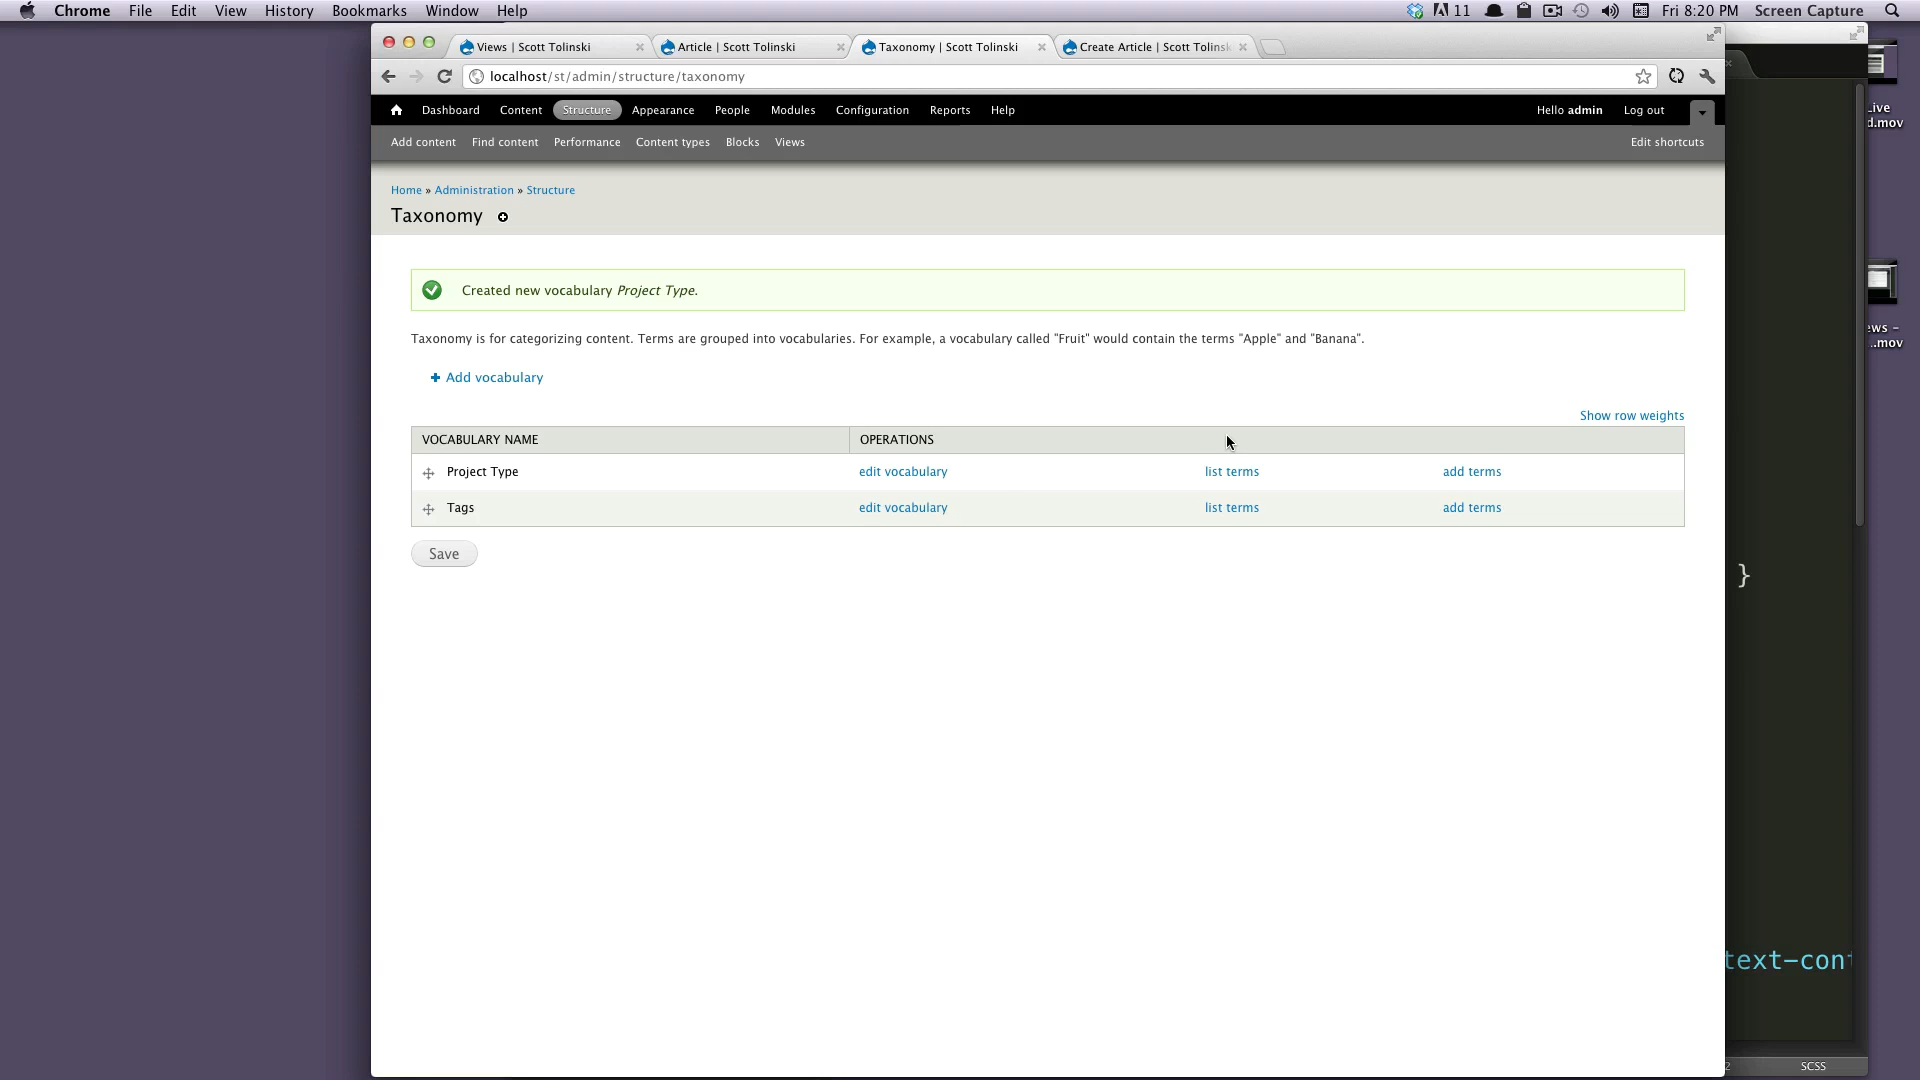 Chrome File Edit View History Bookmarks Window Help 11 Fri 8:20 PM Screen Capture
Views | Scott Tolinski Article | Scott Tolinski Taxonomy | Scott Tolinski Create Article | Scott Tolinsk
localhost/st/admin/structure/taxonomy
Dashboard Content Structure Appearance People Modules Configuration Reports Help Hello admin Log out
Add content Find content Performance Content types Blocks Views Edit shortcuts
Home » Administration » Structure
Taxonomy
Created new vocabulary Project Type.
Taxonomy is for categorizing content. Terms are grouped into vocabularies. For example, a vocabulary called "Fruit" would contain the terms "Apple" and "Banana".
Add vocabulary
Show row weights
VOCABULARY NAME OPERATIONS
Project Type edit vocabulary list terms add terms
Tags edit vocabulary list terms add terms
Save
Live
d.mov
ews -
...mov
}
text-con
2 SCSS